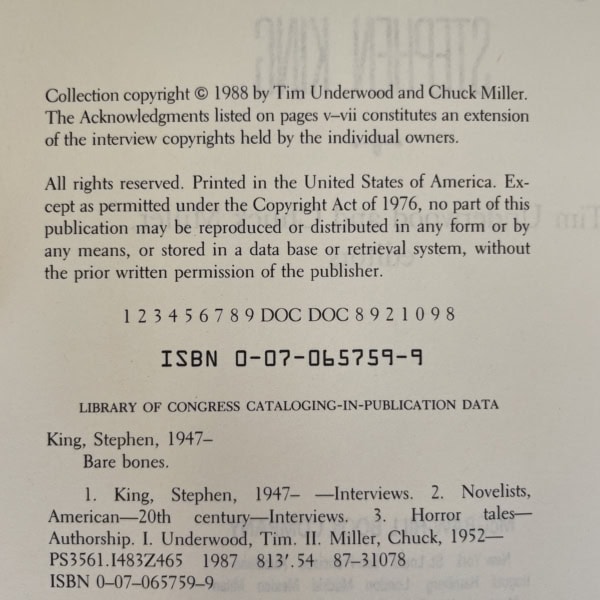 Collection copyright © 1988 by Tim Underwood and Chuck Miller.
The Acknowledgments listed on pages v–vii constitutes an extension
of the interview copyrights held by the individual owners.
All rights reserved. Printed in the United States of America. Ex-
cept as permitted under the Copyright Act of 1976, no part of this
publication may be reproduced or distributed in any form or by
any means, or stored in a data base or retrieval system, without
the prior written permission of the publisher.
1 2 3 4 5 6 7 8 9 DOC DOC 8 9 2 1 0 9 8
ISBN 0-07-065759-9
LIBRARY OF CONGRESS CATALOGING-IN-PUBLICATION DATA
King, Stephen, 1947–
Bare bones.
1. King, Stephen, 1947– —Interviews. 2. Novelists,
American—20th century—Interviews. 3. Horror tales—
Authorship. I. Underwood, Tim. II. Miller, Chuck, 1952–
PS3561.I483Z465 1987 813′.54 87–31078
ISBN 0–07–065759–9